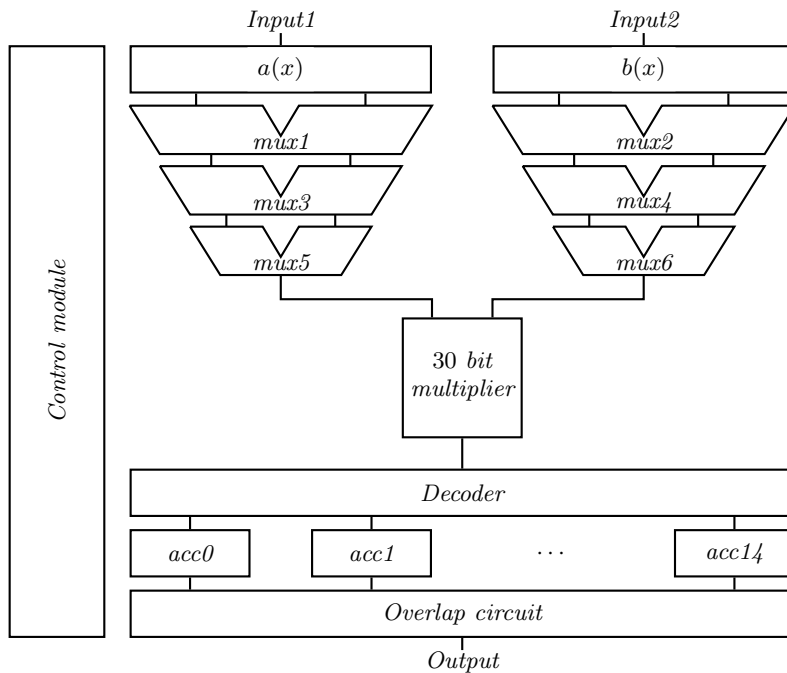 Input1 Input2
a(x) b(x)
mux1 mux2
mux3 mux4
mux5 mux6
Control module
30 bit
multiplier
Decoder
acc0 acc1 ... acc14
Overlap circuit
Output